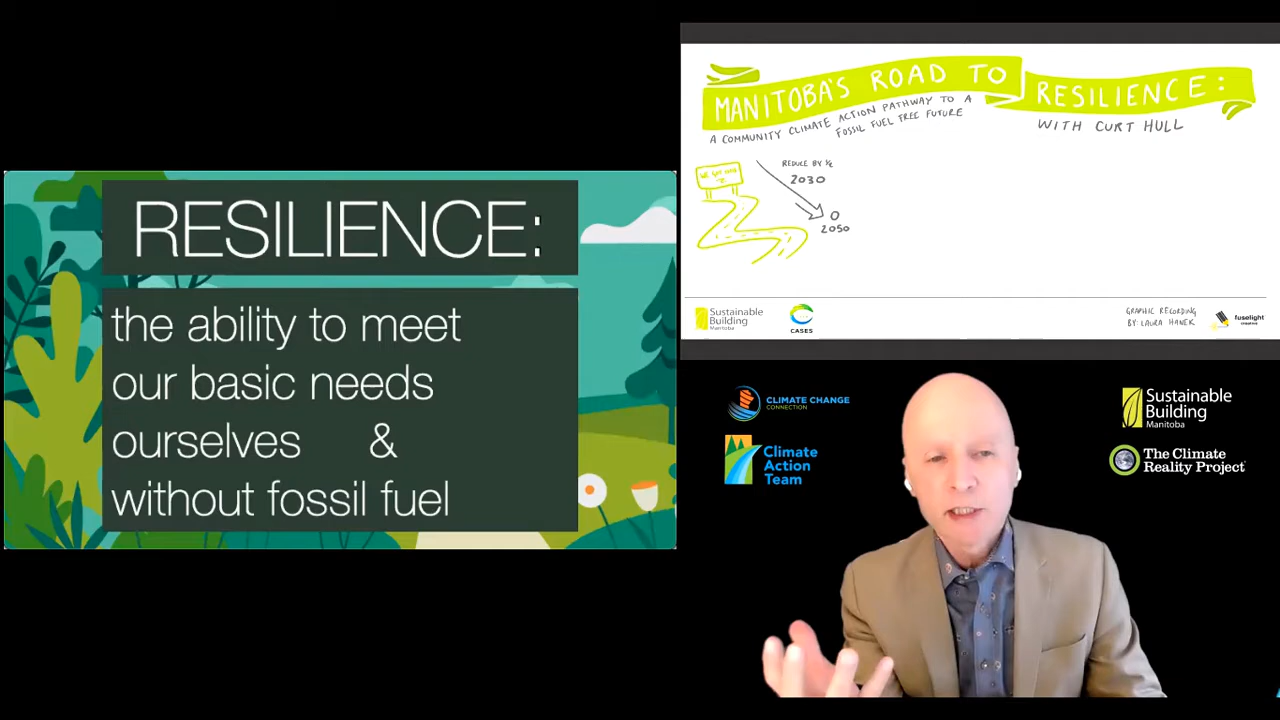 RESILIENCE:
the ability to meet
our basic needs
ourselves &
without fossil fuel
MANITOBA'S ROAD TO
RESILIENCE:
A COMMUNITY CLIMATE ACTION PATHWAY TO A
FOSSIL FUEL FREE FUTURE
WITH CURT HULL
REDUCE BY 1/2
2030
0
2050
Sustainable
Building
Manitoba
CASES
GRAPHIC RECORDING
BY: LAURA HANEK
fuselight
creative
CLIMATE CHANGE
CONNECTION
Climate
Action
Team
Sustainable
Building
Manitoba
The Climate
Reality Project